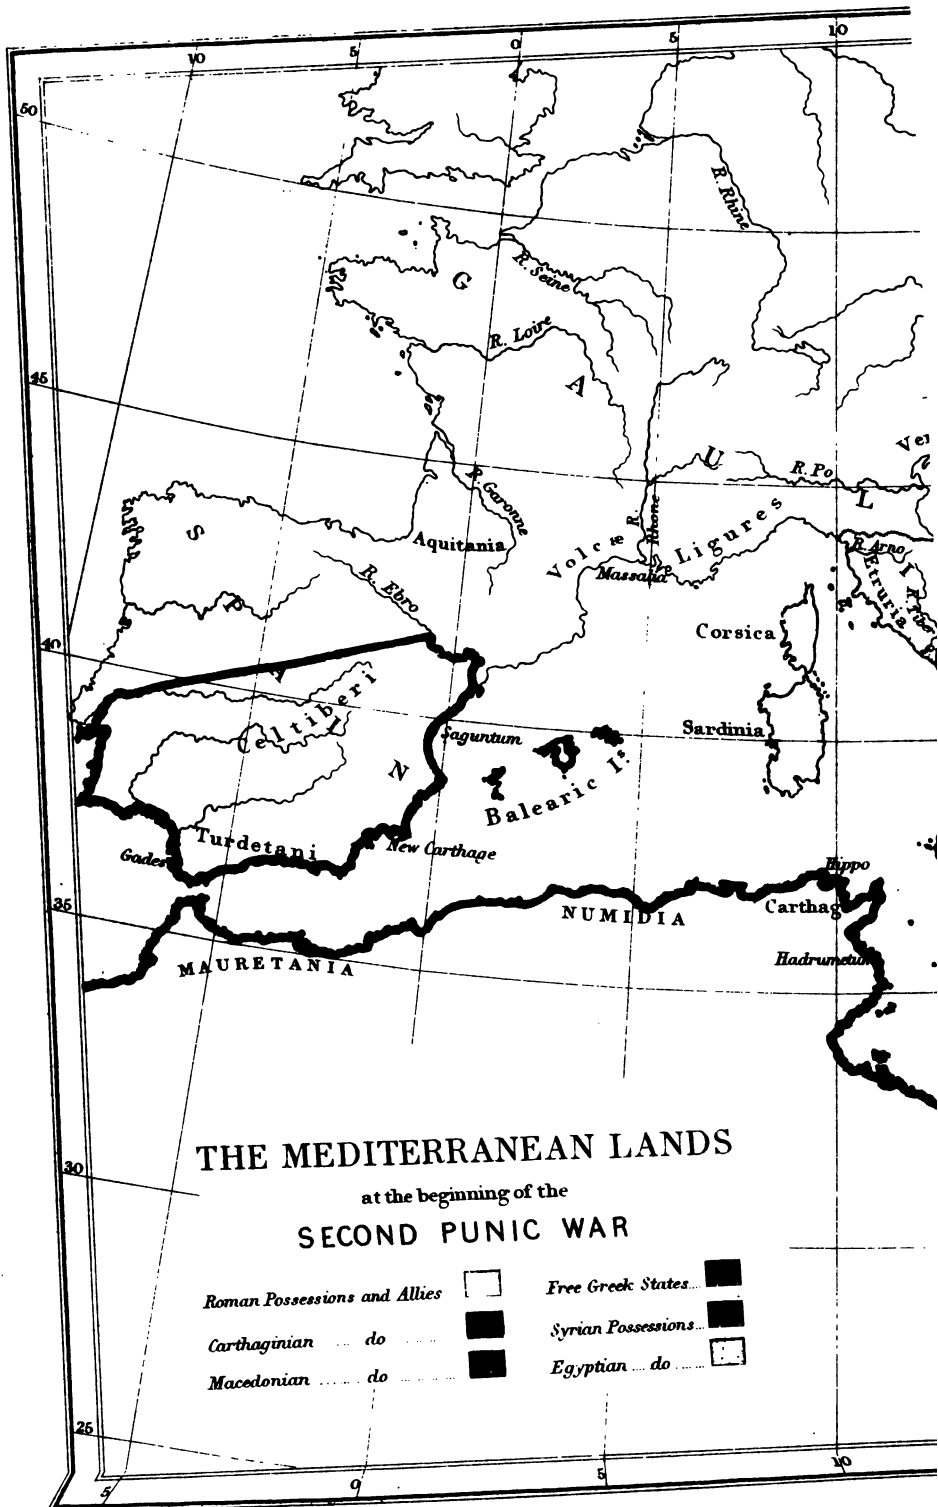 10 5 0 5 10
50
R. Rhine
G
R. Seine
R. Loire
A
45
U
R. Po
L
R. Garonne
S
Aquitania
Volcæ
R. Rhone
Ligures
Massalia
R. Arno
I
Etruria
P
R. Ebro
Corsica
40
A
Celtiberi
I
Saguntum
Sardinia
N
Balearic Is.
Turdetani
New Carthage
Gades
Hippo
35
NUMIDIA
Carthag
MAURETANIA
Hadrumetum
THE MEDITERRANEAN LANDS
at the beginning of the
SECOND PUNIC WAR
30
Roman Possessions and Allies
Carthaginian ... do ......
Macedonian ...... do .........
Free Greek States...
Syrian Possessions...
Egyptian ... do ......
25
5 0 5 10